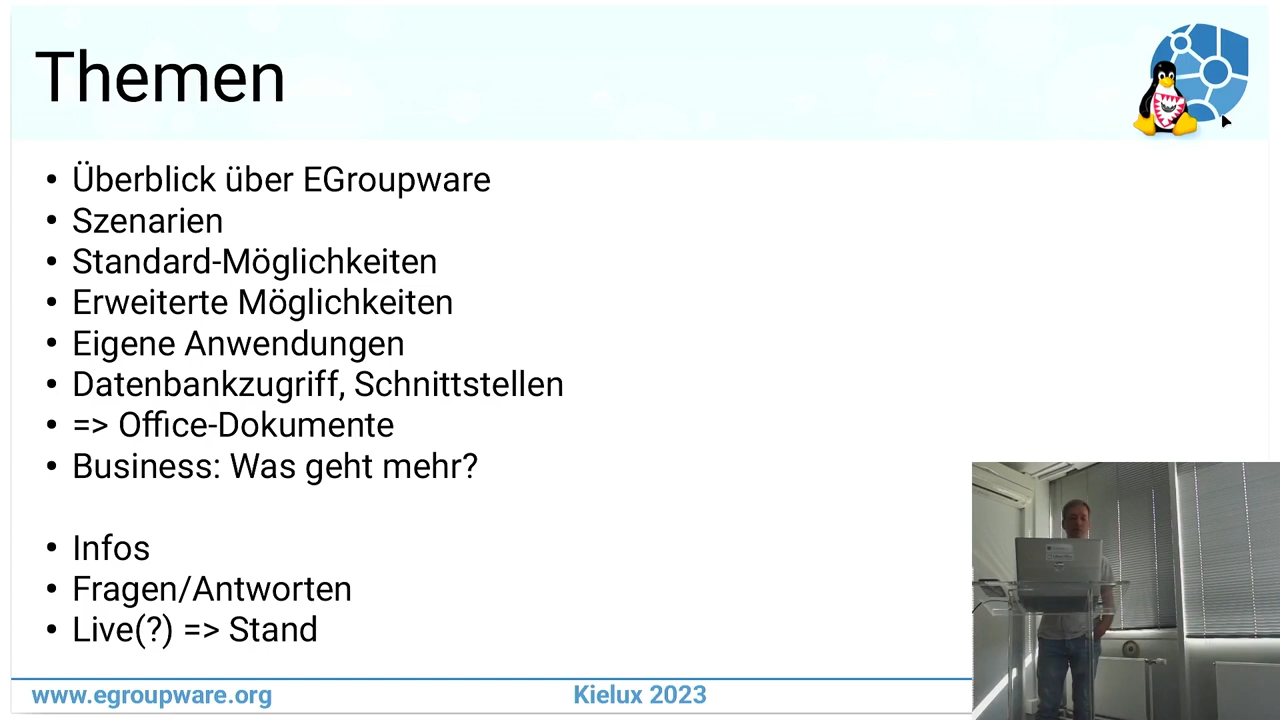 Themen
• Überblick über EGroupware
• Szenarien
• Standard-Möglichkeiten
• Erweiterte Möglichkeiten
• Eigene Anwendungen
• Datenbankzugriff, Schnittstellen
• => Office-Dokumente
• Business: Was geht mehr?
• Infos
• Fragen/Antworten
• Live(?) => Stand
www.egroupware.org
Kielux 2023